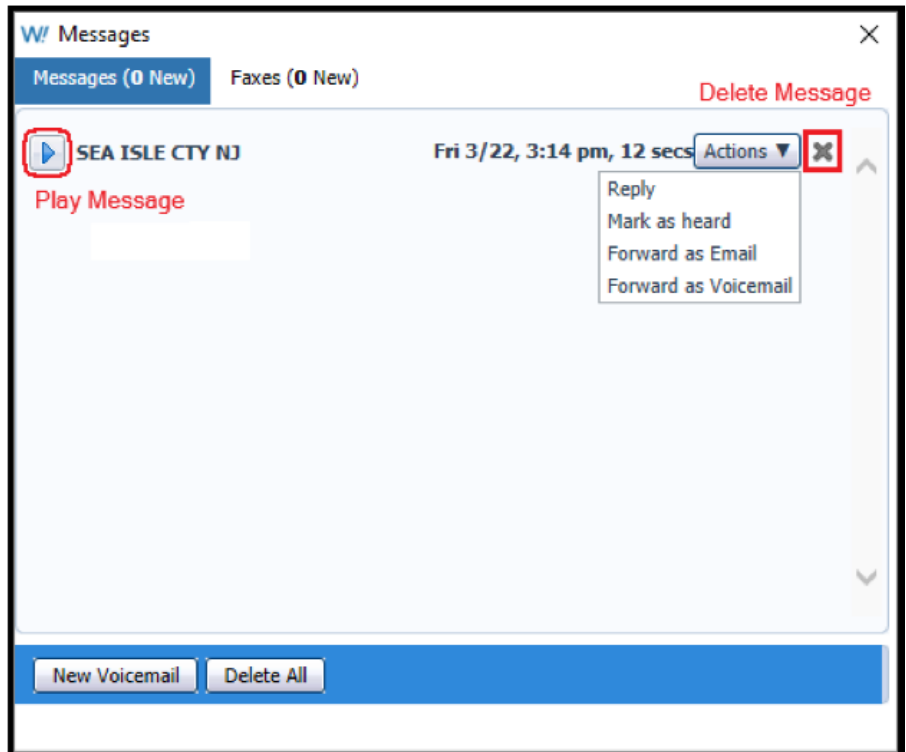 W! Messages
Messages (0 New) Faxes (0 New)
Delete Message
SEA ISLE CTY NJ Fri 3/22, 3:14 pm, 12 secs Actions ▼
Play Message
Reply
Mark as heard
Forward as Email
Forward as Voicemail
New Voicemail Delete All